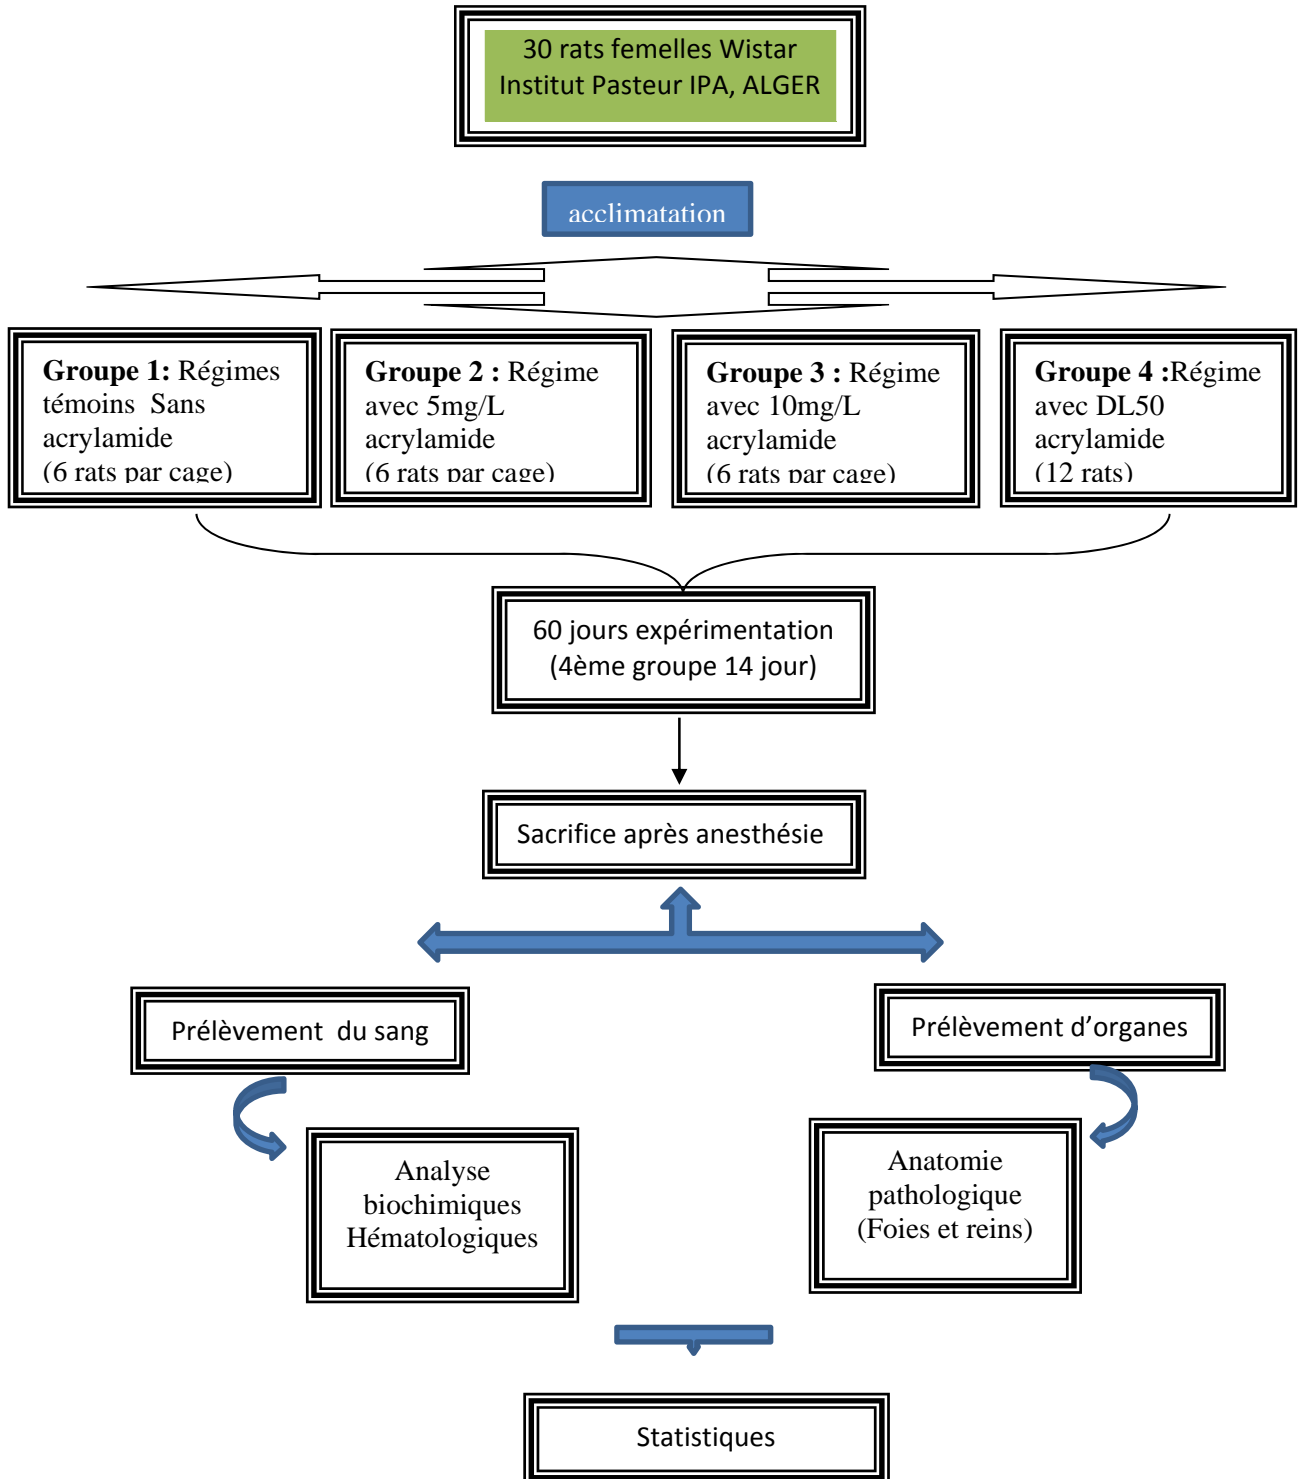 30 rats femelles Wistar
Institut Pasteur IPA, ALGER
acclimatation
Groupe 1: Régimes
témoins Sans
acrylamide
(6 rats par cage)
Groupe 2 : Régime
avec 5mg/L
acrylamide
(6 rats par cage)
Groupe 3 : Régime
avec 10mg/L
acrylamide
(6 rats par cage)
Groupe 4 :Régime
avec DL50
acrylamide
(12 rats)
60 jours expérimentation
(4ème groupe 14 jour)
Sacrifice après anesthésie
Prélèvement du sang
Prélèvement d’organes
Analyse
biochimiques
Hématologiques
Anatomie
pathologique
(Foies et reins)
Statistiques